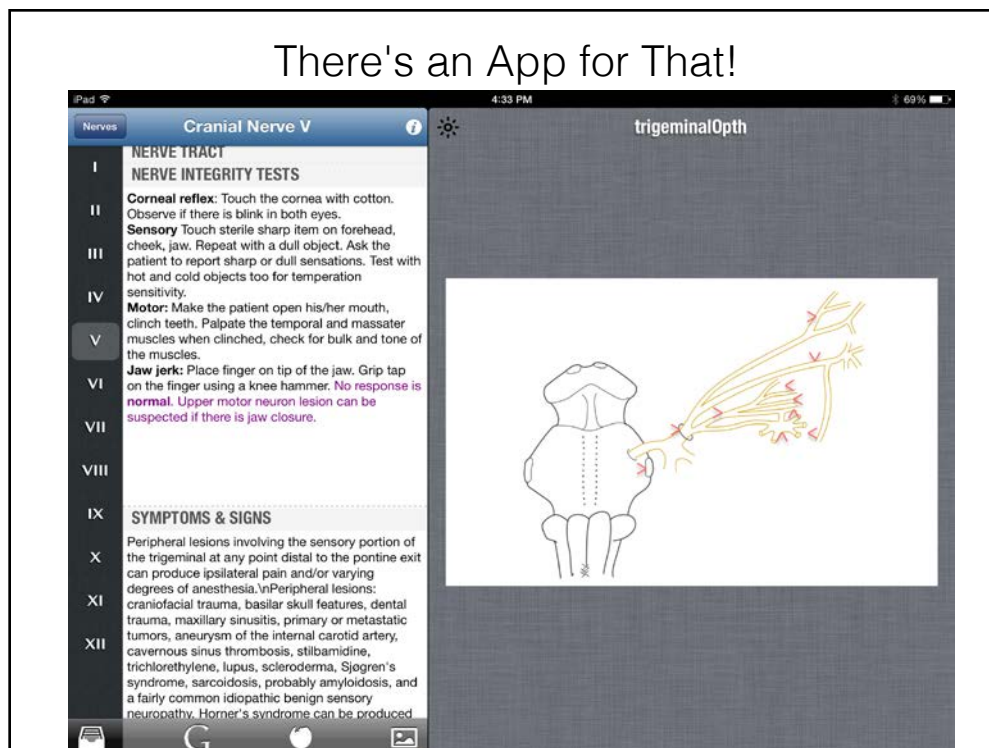 There's an App for That!
iPad 4:33 PM 69%
Nerves Cranial Nerve V i trigeminalOpth
NERVE TRACT
NERVE INTEGRITY TESTS
Corneal reflex: Touch the cornea with cotton.
Observe if there is blink in both eyes.
Sensory Touch sterile sharp item on forehead,
cheek, jaw. Repeat with a dull object. Ask the
patient to report sharp or dull sensations. Test with
hot and cold objects too for temperation
sensitivity.
Motor: Make the patient open his/her mouth,
clinch teeth. Palpate the temporal and massater
muscles when clinched, check for bulk and tone of
the muscles.
Jaw jerk: Place finger on tip of the jaw. Grip tap
on the finger using a knee hammer. No response is
normal. Upper motor neuron lesion can be
suspected if there is jaw closure.
SYMPTOMS & SIGNS
Peripheral lesions involving the sensory portion of
the trigeminal at any point distal to the pontine exit
can produce ipsilateral pain and/or varying
degrees of anesthesia.\nPeripheral lesions:
craniofacial trauma, basilar skull features, dental
trauma, maxillary sinusitis, primary or metastatic
tumors, aneurysm of the internal carotid artery,
cavernous sinus thrombosis, stilbamidine,
trichlorethylene, lupus, scleroderma, Sjøgren's
syndrome, sarcoidosis, probably amyloidosis, and
a fairly common idiopathic benign sensory
neuropathy. Horner's syndrome can be produced
I
II
III
IV
V
VI
VII
VIII
IX
X
XI
XII
G